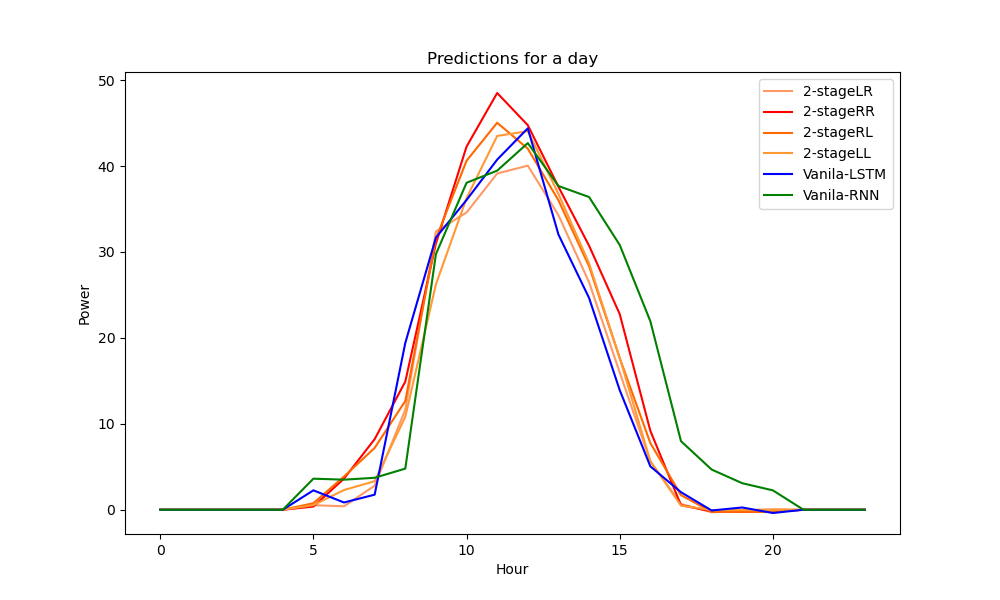 Predictions for a day
50
40
30
20
10
0
Power
0 5 10 15 20
Hour
2-stageLR
2-stageRR
2-stageRL
2-stageLL
Vanila-LSTM
Vanila-RNN